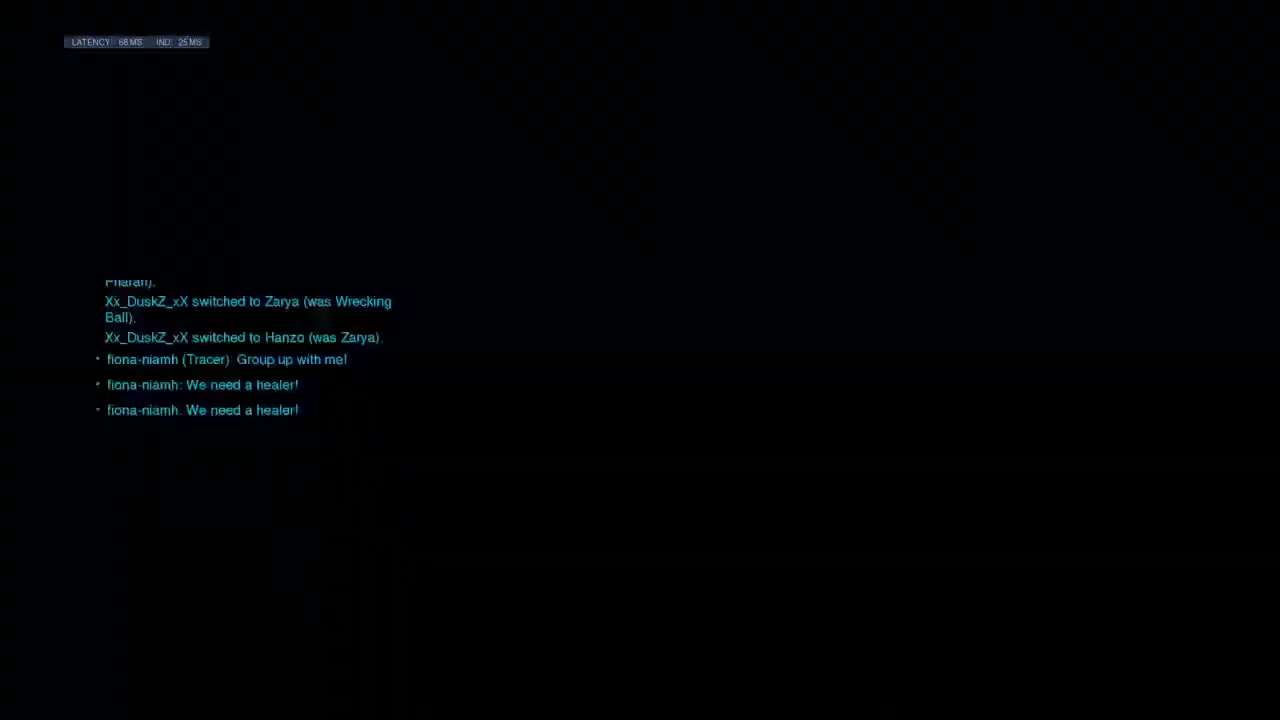 LATENCY: 68 MS IND: 25 MS
Pharah).
Xx_DuskZ_xX switched to Zarya (was Wrecking
Ball).
Xx_DuskZ_xX switched to Hanzo (was Zarya).
fiona-niamh (Tracer): Group up with me!
fiona-niamh: We need a healer!
fiona-niamh: We need a healer!